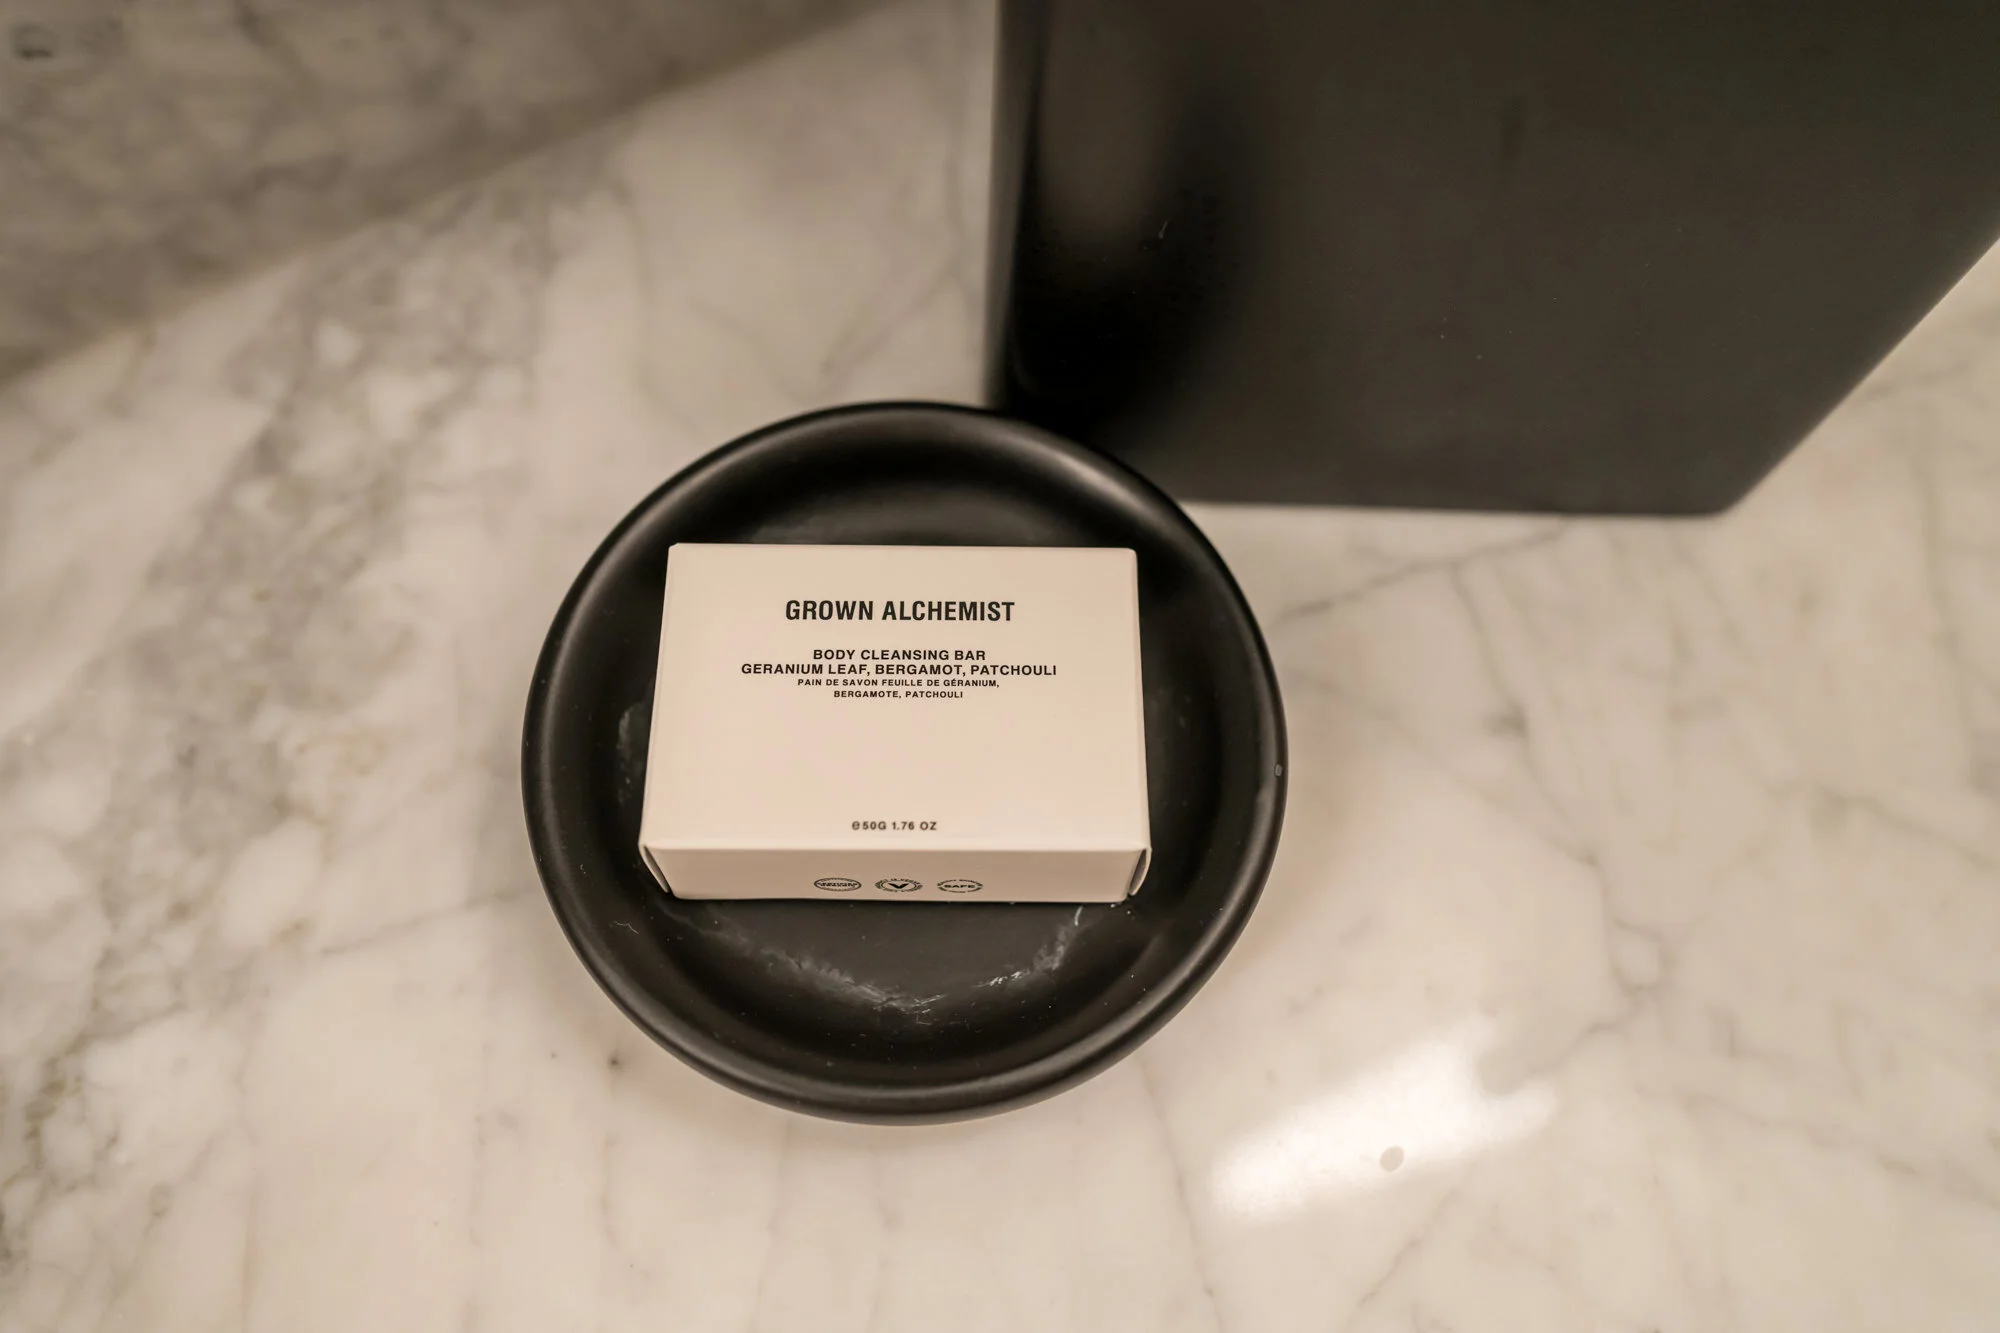 GROWN ALCHEMIST
BODY CLEANSING BAR
GERANIUM LEAF, BERGAMOT, PATCHOULI
PAIN DE SAVON FEUILLE DE GÉRANIUM,
BERGAMOTE, PATCHOULI
℮50G 1.76 OZ
V
SAFE